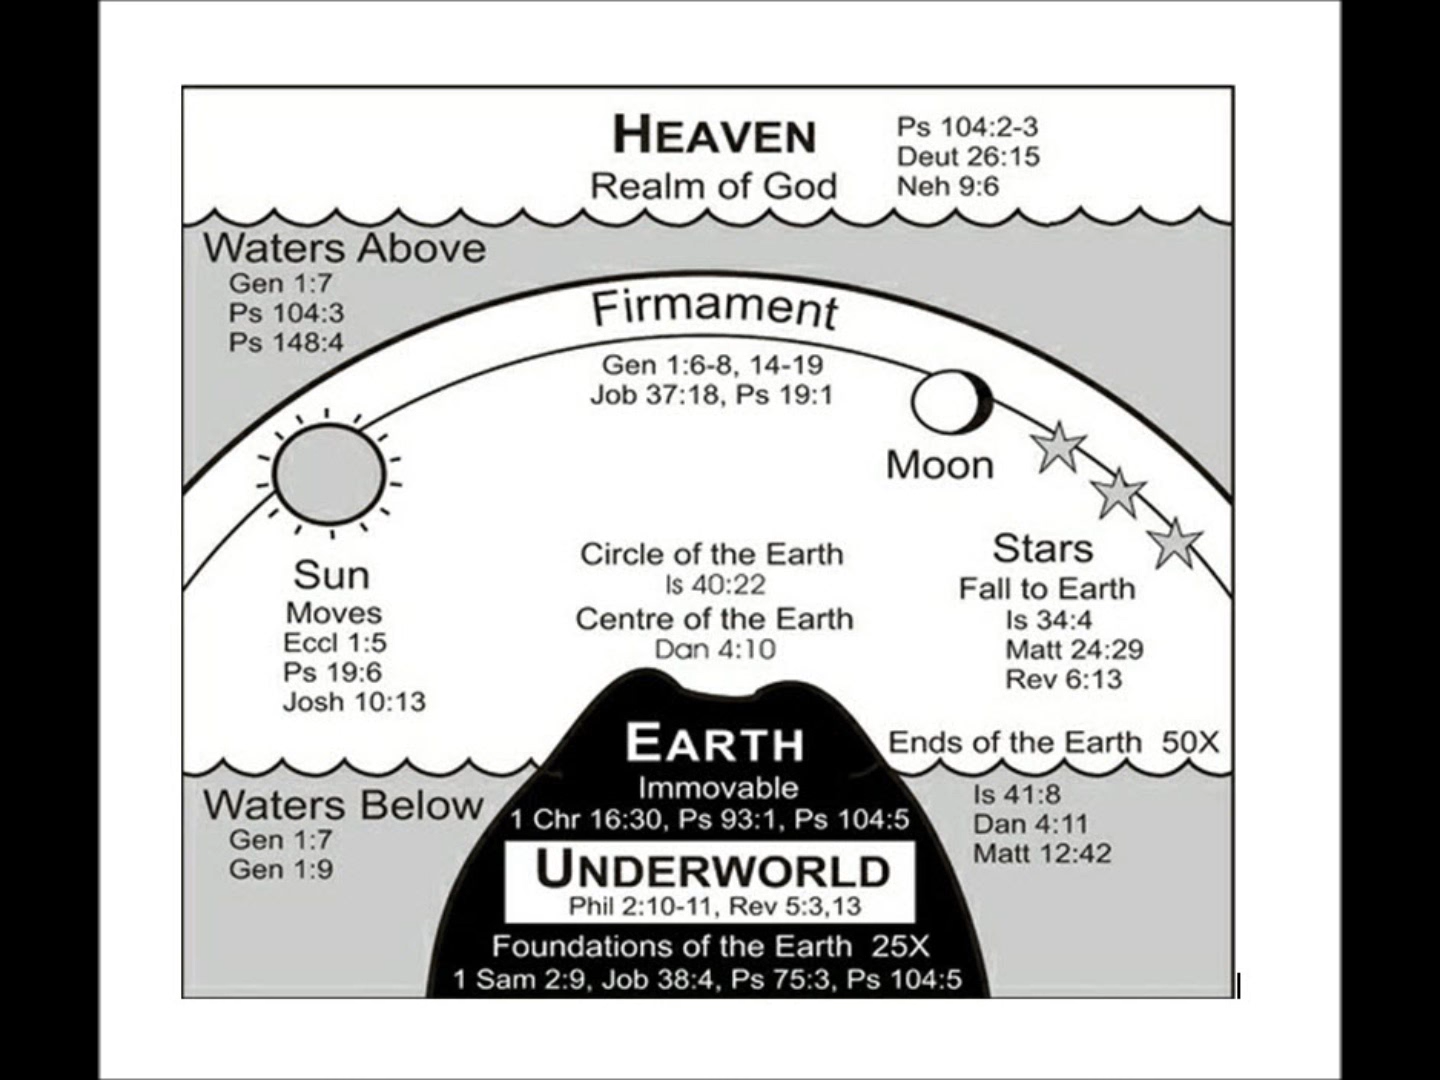 HEAVEN
Realm of God
Ps 104:2-3
Deut 26:15
Neh 9:6
Waters Above
Gen 1:7
Ps 104:3
Ps 148:4
Firmament
Gen 1:6-8, 14-19
Job 37:18, Ps 19:1
Moon
Sun
Moves
Eccl 1:5
Ps 19:6
Josh 10:13
Circle of the Earth
Is 40:22
Centre of the Earth
Dan 4:10
Stars
Fall to Earth
Is 34:4
Matt 24:29
Rev 6:13
Ends of the Earth 50X
Is 41:8
Dan 4:11
Matt 12:42
Waters Below
Gen 1:7
Gen 1:9
EARTH
Immovable
1 Chr 16:30, Ps 93:1, Ps 104:5
UNDERWORLD
Phil 2:10-11, Rev 5:3,13
Foundations of the Earth 25X
1 Sam 2:9, Job 38:4, Ps 75:3, Ps 104:5